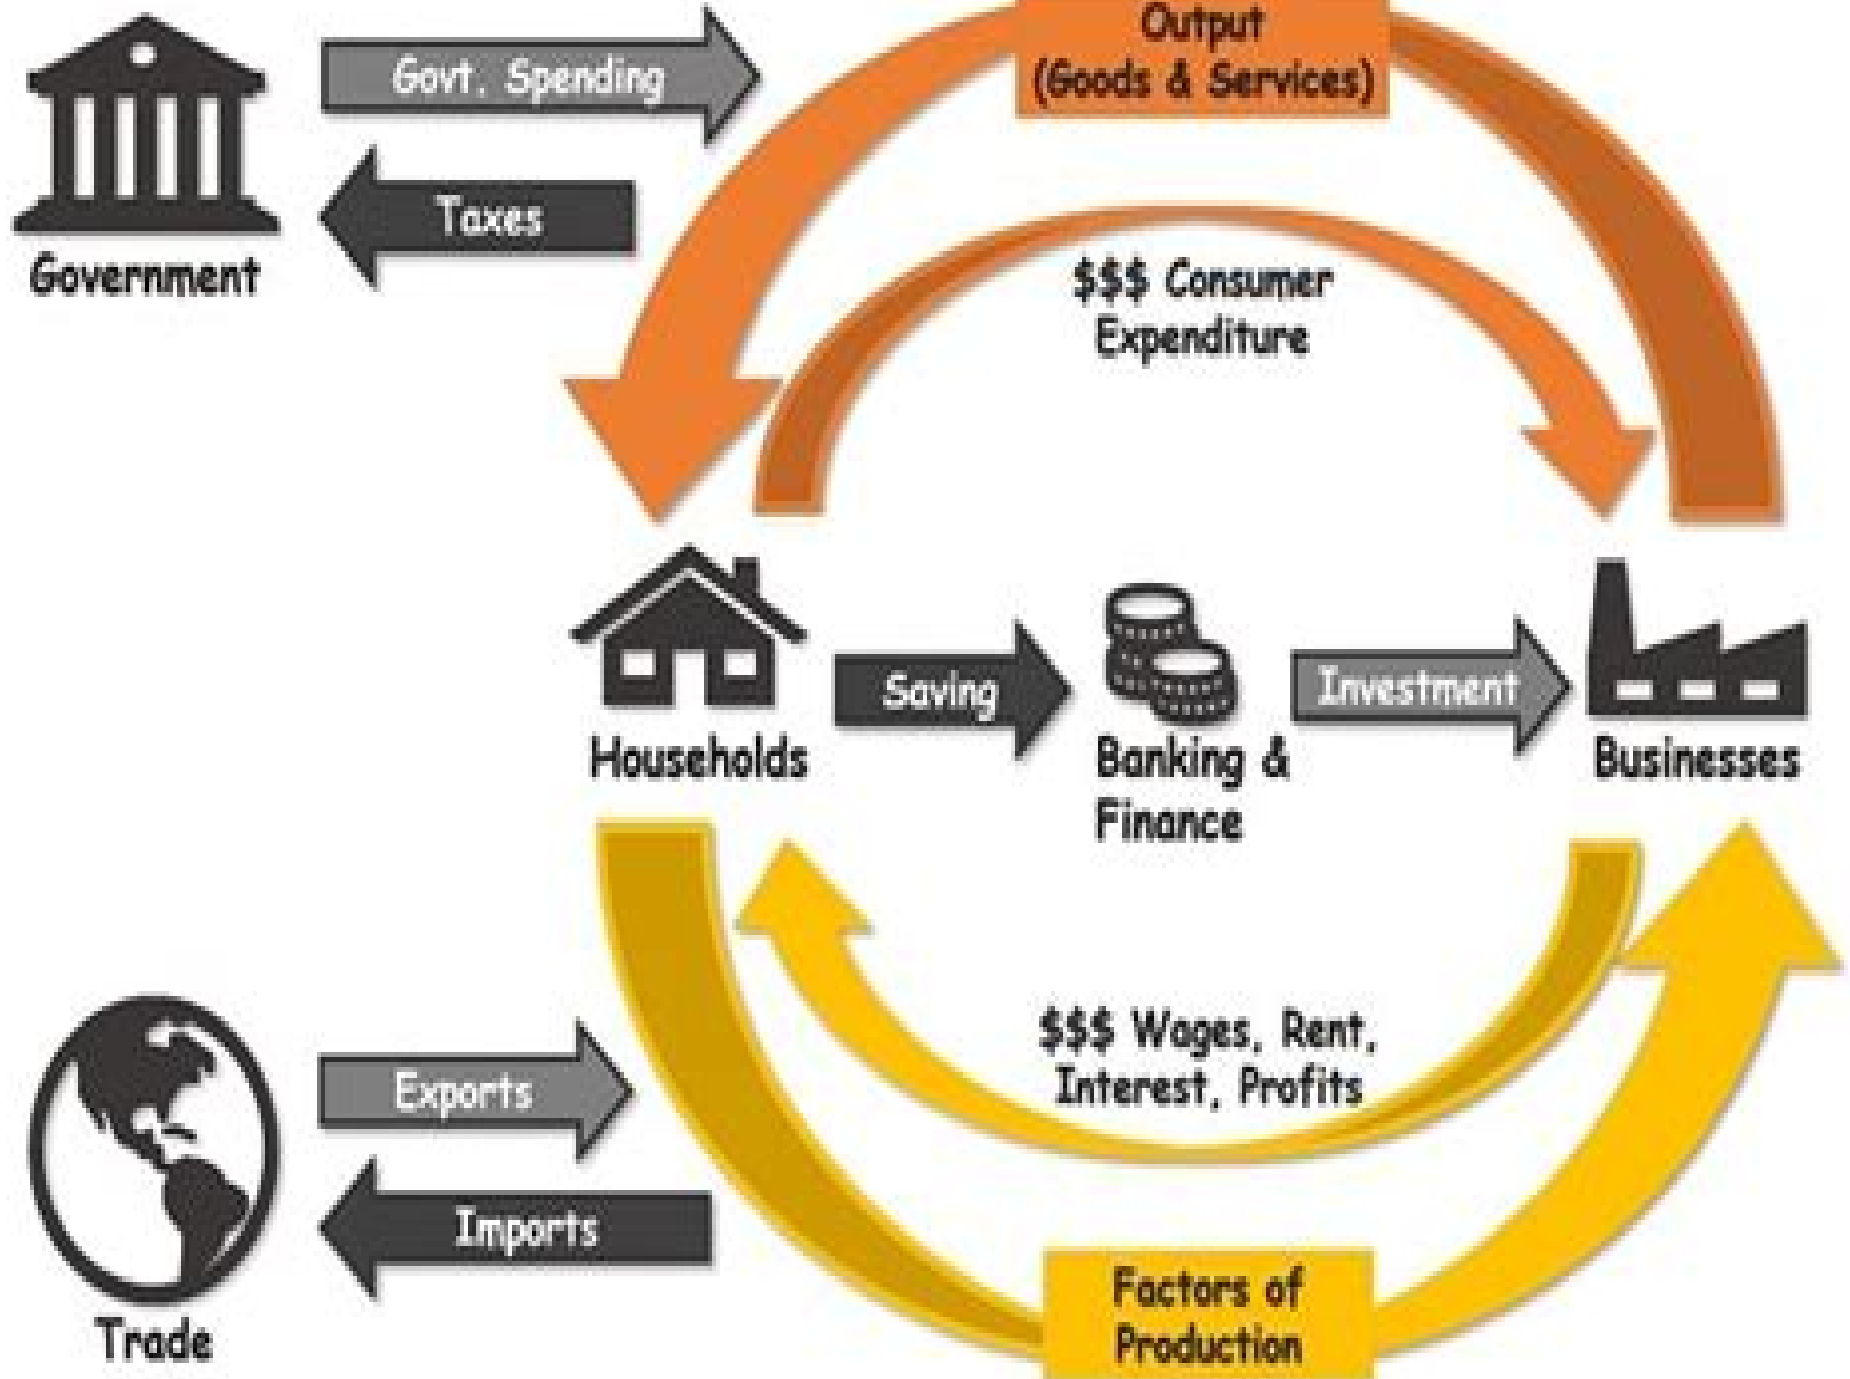 Output
(Goods & Services)
Govt. Spending
Taxes
Government
$$$ Consumer
Expenditure
Saving
Investment
Households
Banking &
Finance
Businesses
$$$ Wages, Rent,
Interest, Profits
Exports
Imports
Trade
Factors of
Production